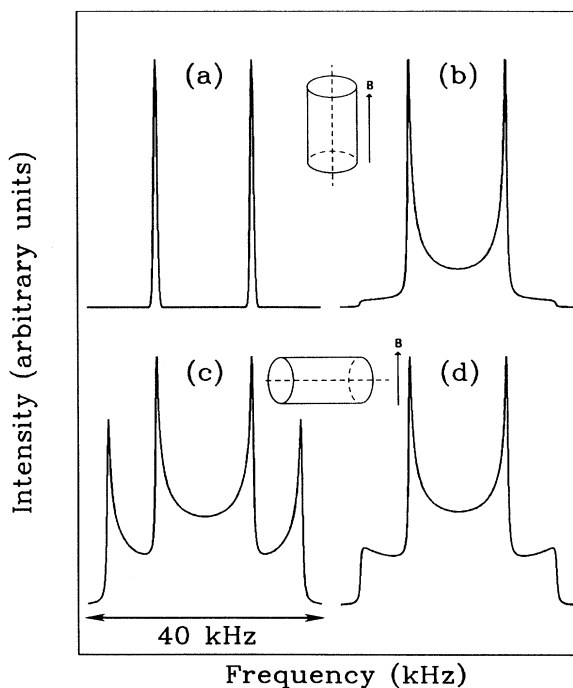 (a)
(b)
B
(c)
(d)
B
40 kHz
Intensity (arbitrary units)
Frequency (kHz)